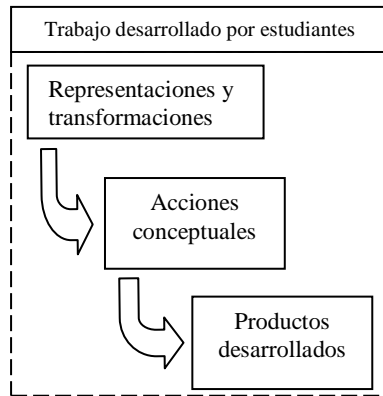 Trabajo desarrollado por estudiantes
Representaciones y
transformaciones
Acciones
conceptuales
Productos
desarrollados